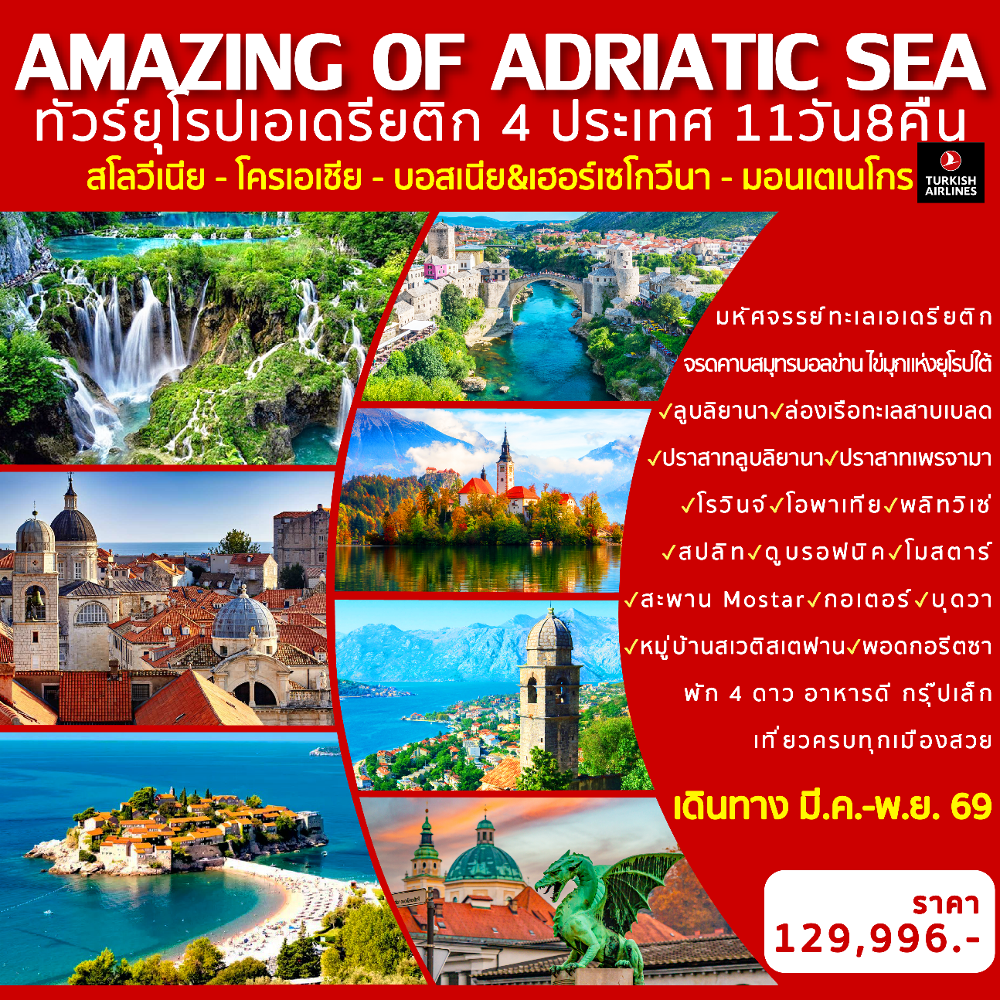 AMAZING OF ADRIATIC SEA
ทัวร์ยุโรปเอเดรียติก 4 ประเทศ 11วัน8คืน
สโลวีเนีย - โครเอเชีย - บอสเนีย&เฮอร์เซโกวีนา - มอนเตเนโกร
TURKISH
AIRLINES
มหัศจรรย์ทะเลเอเดรียติก
จรดคาบสมุทรบอลข่าน ไข่มุกแห่งยุโรปใต้
✓ลูบลิยานา✓ล่องเรือทะเลสาบเบลด
✓ปราสาทลูบลิยานา✓ปราสาทเพรจามา
✓โรวินจ์✓โอพาเทีย✓พลิทวิเซ่
✓สปลิท✓ดูบรอฟนิค✓โมสตาร์
✓สะพาน Mostar✓กอเตอร์✓บุดวา
✓หมู่บ้านสเวติสเตฟาน✓พอดกอรีตซา
พัก 4 ดาว อาหารดี กรุ๊ปเล็ก
เที่ยวครบทุกเมืองสวย
เดินทาง มี.ค.-พ.ย. 69
ราคา
129,996.-